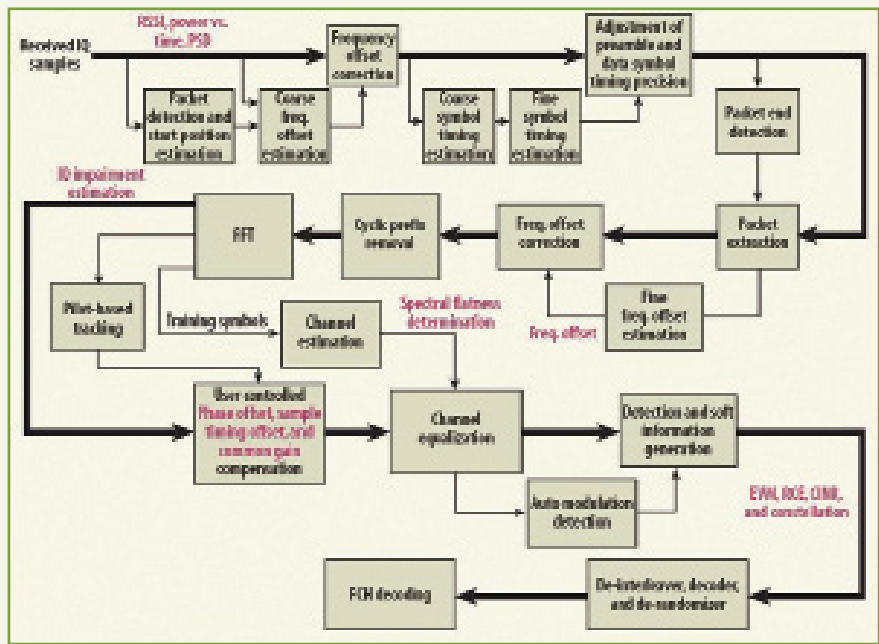 RSSI, power vs.
time, PSD
Received IQ
samples
Frequency
offset
correction
Adjustment of
preamble and
data symbol
timing precision
Packet
detection and
start position
estimation
Coarse
freq.
offset
estimation
Coarse
symbol
timing
estimation
Fine
symbol
timing
estimation
Packet end
detection
IQ impairment
estimation
FFT
Cyclic prefix
removal
Freq. offset
correction
Packet
extraction
Pilot-based
tracking
Training symbols
Channel
estimation
Spectral flatness
determination
Freq. offset
Fine
freq. offset
estimation
User-controlled
Phase offset, sample
timing offset, and
common gain
compensation
Channel
equalization
Detection and soft
information
generation
Auto modulation
detection
EVM, RCE, CINR,
and constellation
FCH decoding
De-interleaver, decoder,
and de-randomizer